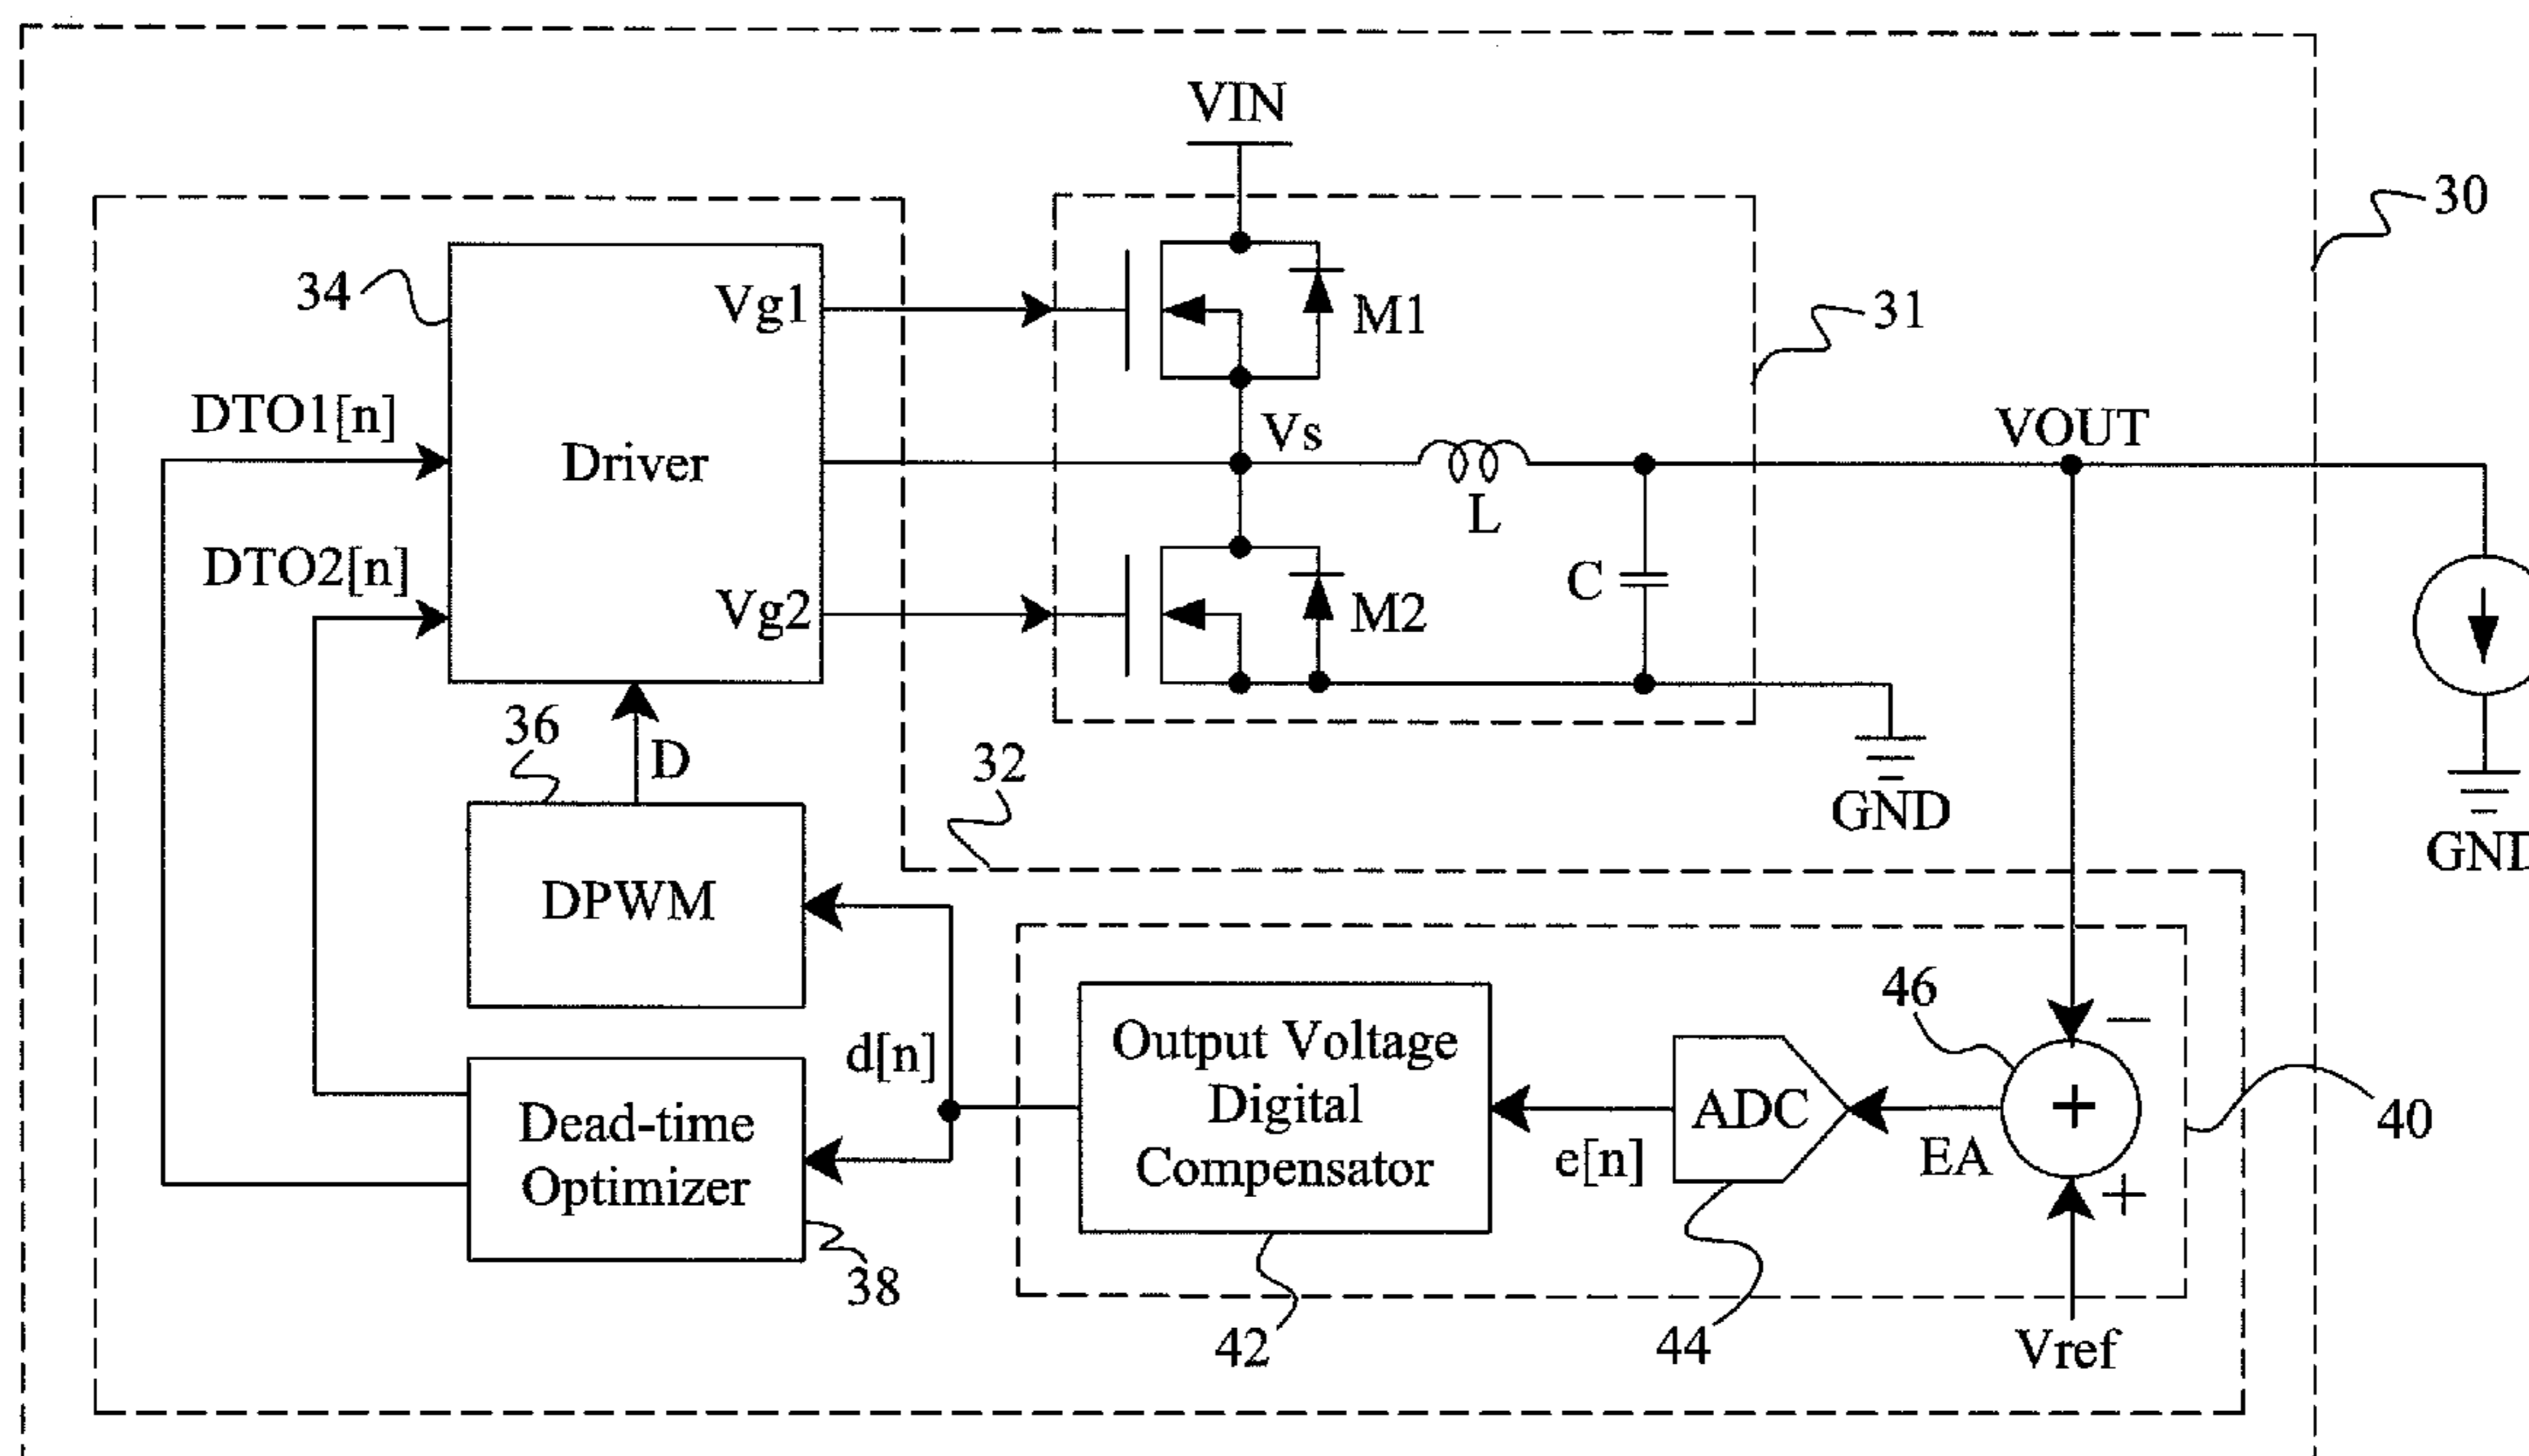 VIN
30
34
Vg1
M1
31
DTO1[n]
Driver
Vs
VOUT
L
DTO2[n]
Vg2
M2
C
36
D
32
GND
GND
DPWM
46
d[n]
Output Voltage
Digital
Compensator
ADC
+
−
+
e[n]
EA
40
Dead-time
Optimizer
38
42
44
Vref